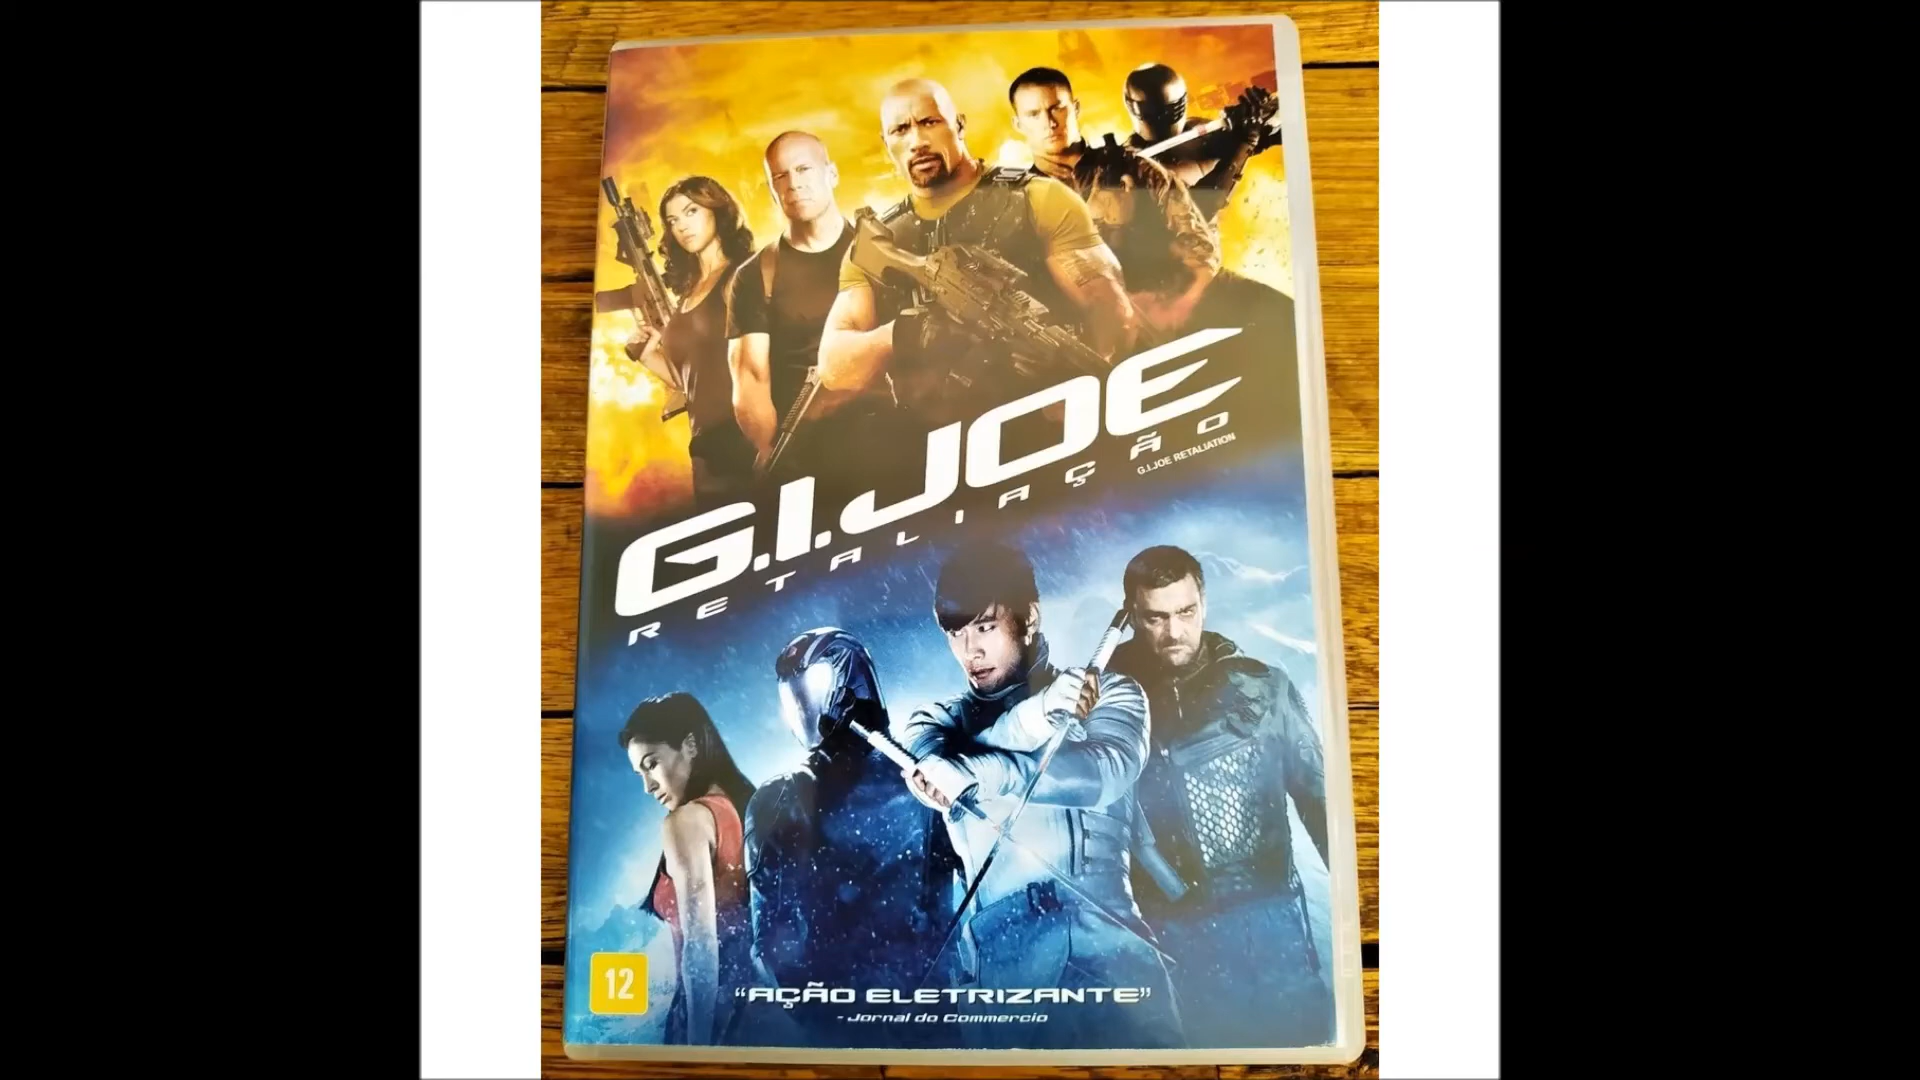 G.I.JOE
RETALIAÇÃO
G.I.JOE RETALIATION
12
"AÇÃO ELETRIZANTE"
- Jornal do Commercio